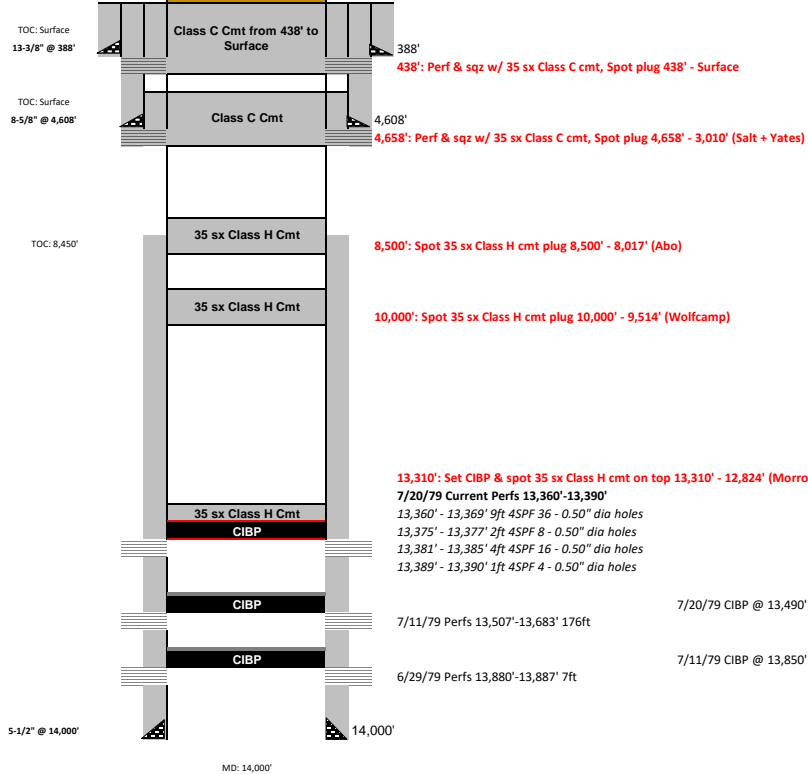 TOC: Surface
Class C Cmt from 438' to
Surface
13-3/8" @ 388'
388'
438': Perf & sqz w/ 35 sx Class C cmt, Spot plug 438' - Surface
TOC: Surface
8-5/8" @ 4,608'
Class C Cmt
4,608'
4,658': Perf & sqz w/ 35 sx Class C cmt, Spot plug 4,658' - 3,010' (Salt + Yates)
35 sx Class H Cmt
TOC: 8,450'
8,500': Spot 35 sx Class H cmt plug 8,500' - 8,017' (Abo)
35 sx Class H Cmt
10,000': Spot 35 sx Class H cmt plug 10,000' - 9,514' (Wolfcamp)
13,310': Set CIBP & spot 35 sx Class H cmt on top 13,310' - 12,824' (Morro
7/20/79 Current Perfs 13,360'-13,390'
35 sx Class H Cmt
13,360' - 13,369' 9ft 4SPF 36 - 0.50" dia holes
CIBP
13,375' - 13,377' 2ft 4SPF 8 - 0.50" dia holes
13,381' - 13,385' 4ft 4SPF 16 - 0.50" dia holes
13,389' - 13,390' 1ft 4SPF 4 - 0.50" dia holes
CIBP
7/20/79 CIBP @ 13,490'
7/11/79 Perfs 13,507'-13,683' 176ft
CIBP
7/11/79 CIBP @ 13,850'
6/29/79 Perfs 13,880'-13,887' 7ft
5-1/2" @ 14,000'
14,000'
MD: 14,000'